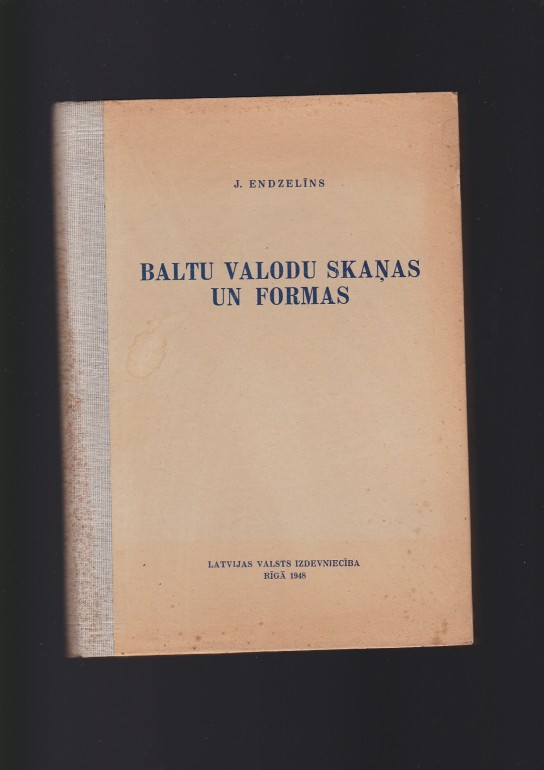 J. ENDZELĪNS
BALTU VALODU SKAŅAS
UN FORMAS
LATVIJAS VALSTS IZDEVNIECĪBA
RĪGĀ 1948